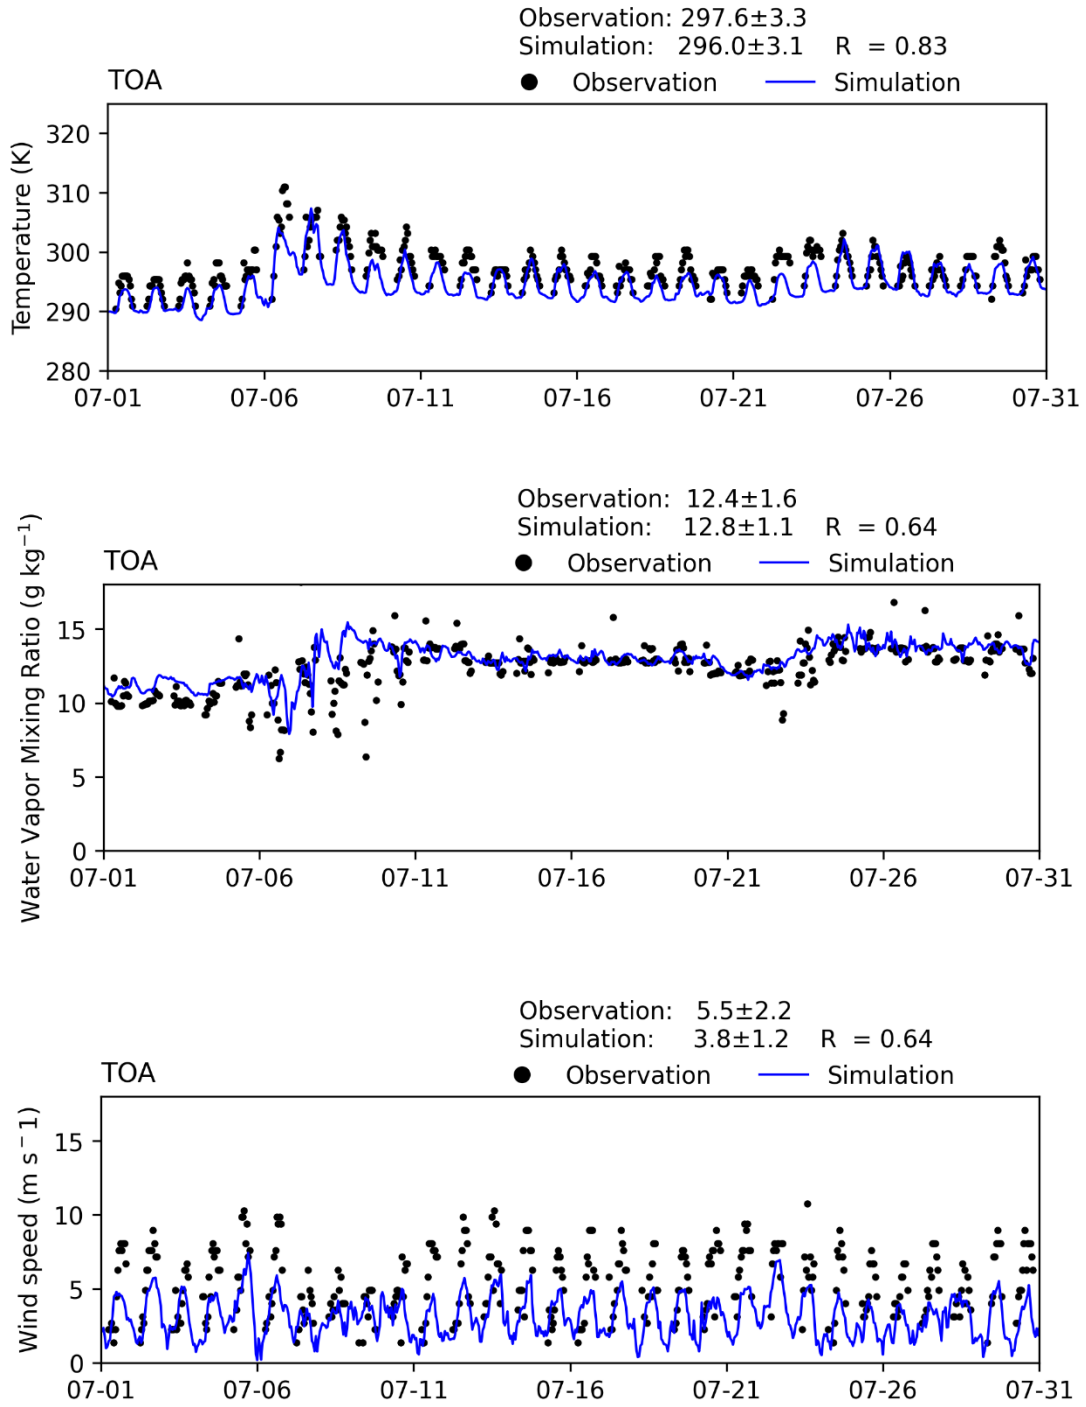 Observation: 297.6±3.3
Simulation: 296.0±3.1 R = 0.83
TOA
Observation Simulation
Temperature (K)
320
310
300
290
280
07-01 07-06 07-11 07-16 07-21 07-26 07-31
Observation: 12.4±1.6
Simulation: 12.8±1.1 R = 0.64
TOA
Observation Simulation
Water Vapor Mixing Ratio (g kg⁻¹)
15
10
5
0
07-01 07-06 07-11 07-16 07-21 07-26 07-31
Observation: 5.5±2.2
Simulation: 3.8±1.2 R = 0.64
TOA
Observation Simulation
Wind speed (m s⁻1)
15
10
5
0
07-01 07-06 07-11 07-16 07-21 07-26 07-31